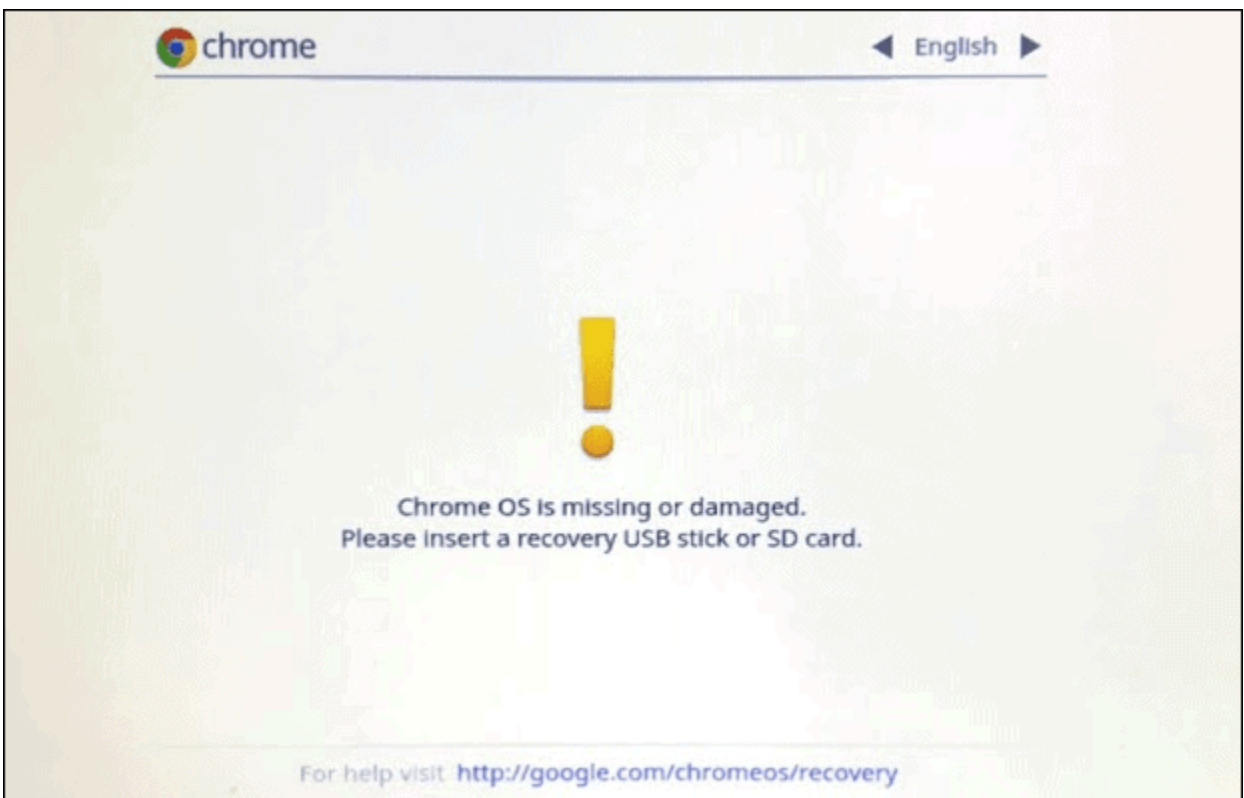 chrome
English
Chrome OS is missing or damaged.
Please insert a recovery USB stick or SD card.
For help visit http://google.com/chromeos/recovery